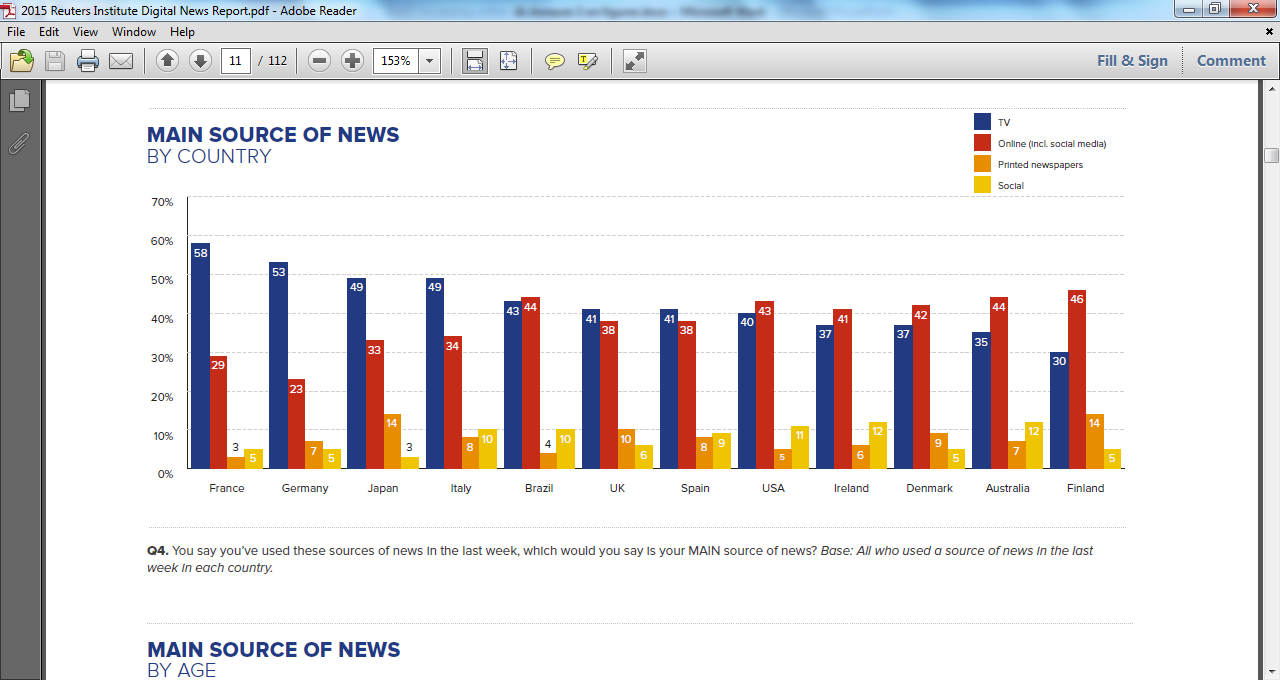 2015 Reuters Institute Digital News Report.pdf - Adobe Reader
File Edit View Window Help
11 / 112 153% Fill & Sign Comment
MAIN SOURCE OF NEWS
BY COUNTRY
TV
Online (incl. social media)
Printed newspapers
Social
70%
60%
50%
40%
30%
20%
10%
0%
58 29 3 5
53 23 7 5
49 33 14 3
49 34 8 10
43 44 4 10
41 38 10 6
41 38 8 9
40 43 5 11
37 41 6 12
37 42 9 5
35 44 7 12
30 46 14 5
France Germany Japan Italy Brazil UK Spain USA Ireland Denmark Australia Finland
Q4. You say you've used these sources of news in the last week, which would you say is your MAIN source of news? Base: All who used a source of news in the last
week in each country.
MAIN SOURCE OF NEWS
BY AGE